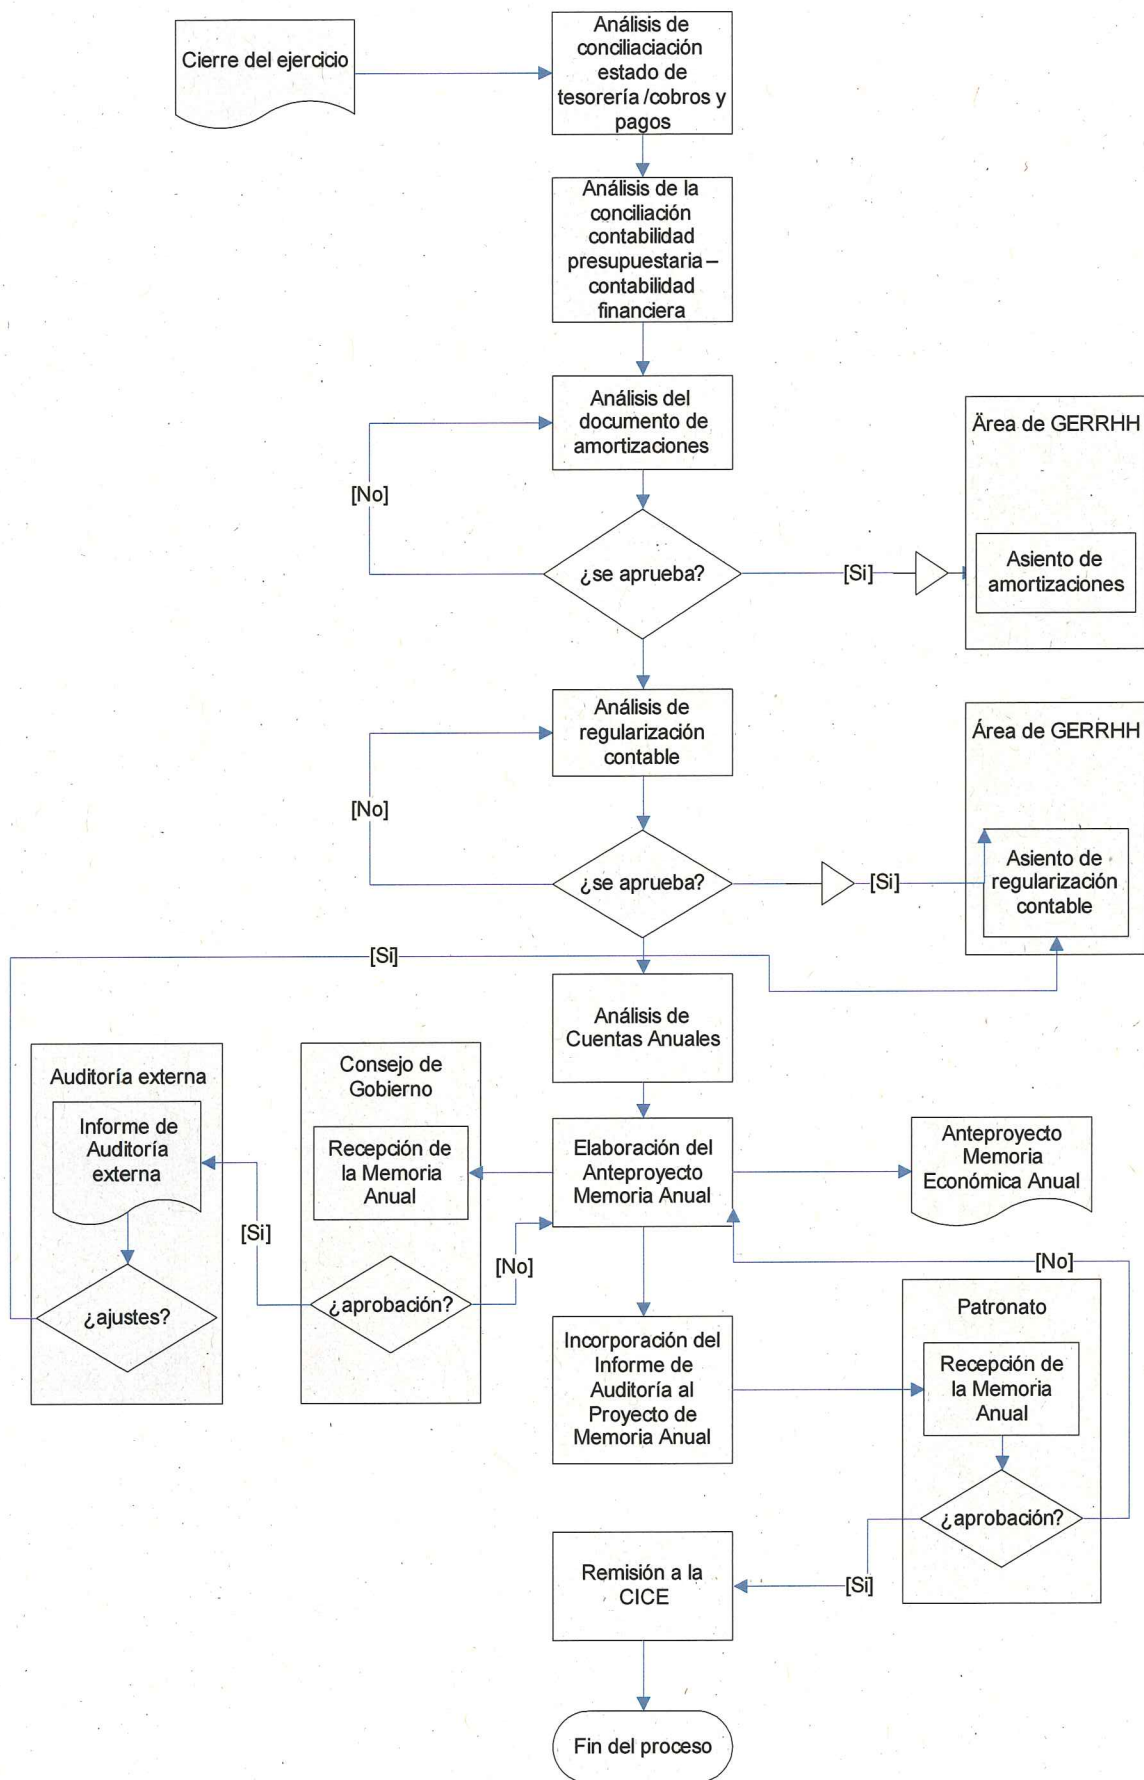 Cierre del ejercicio
Análisis de
conciliaciación
estado de
tesorería /cobros y
pagos
Análisis de la
conciliación
contabilidad
presupuestaria –
contabilidad
financiera
Análisis del
documento de
amortizaciones
Ärea de GERRHH
[No]
¿se aprueba?
[Si]
Asiento de
amortizaciones
Análisis de
regularización
contable
Área de GERRHH
[No]
¿se aprueba?
[Si]
Asiento de
regularización
contable
[Si]
Análisis de
Cuentas Anuales
Auditoría externa
Informe de
Auditoría
externa
[Si]
¿ajustes?
Consejo de
Gobierno
Recepción de
la Memoria
Anual
¿aprobación?
[No]
Elaboración del
Anteproyecto
Memoria Anual
Anteproyecto
Memoria
Económica Anual
[No]
Incorporación del
Informe de
Auditoría al
Proyecto de
Memoria Anual
Patronato
Recepción de
la Memoria
Anual
¿aprobación?
[Si]
Remisión a la
CICE
Fin del proceso